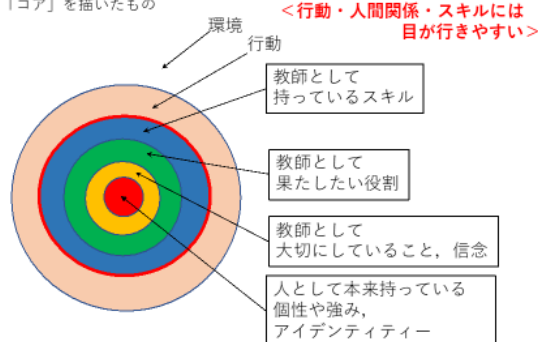 「コア」を描いたもの
<行動・人間関係・スキルには
目が行きやすい>
環境
行動
教師として
持っているスキル
教師として
果たしたい役割
教師として
大切にしていること，信念
人として本来持っている
個性や強み，
アイデンティティー